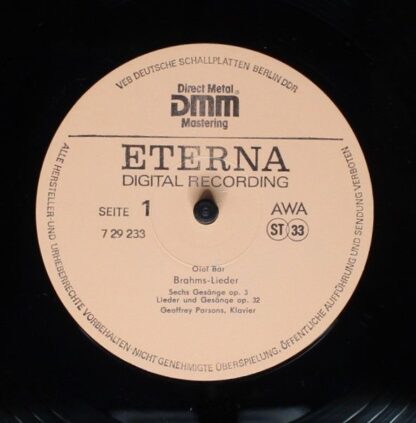 VEB DEUTSCHE SCHALLPLATTEN BERLIN DDR
Direct Metal
DMM
Mastering
ETERNA
DIGITAL RECORDING
SEITE 1
AWA
7 29 233
ST 33
Olof Bär
Brahms-Lieder
Sechs Gesänge op. 3
Lieder und Gesänge op. 32
Geoffrey Parsons, Klavier
ALLE HERSTELLER- UND URHEBERRECHTE VORBEHALTEN · NICHT GENEHMIGTE ÜBERSPIELUNG, ÖFFENTLICHE AUFFÜHRUNG UND SENDUNG VERBOTEN